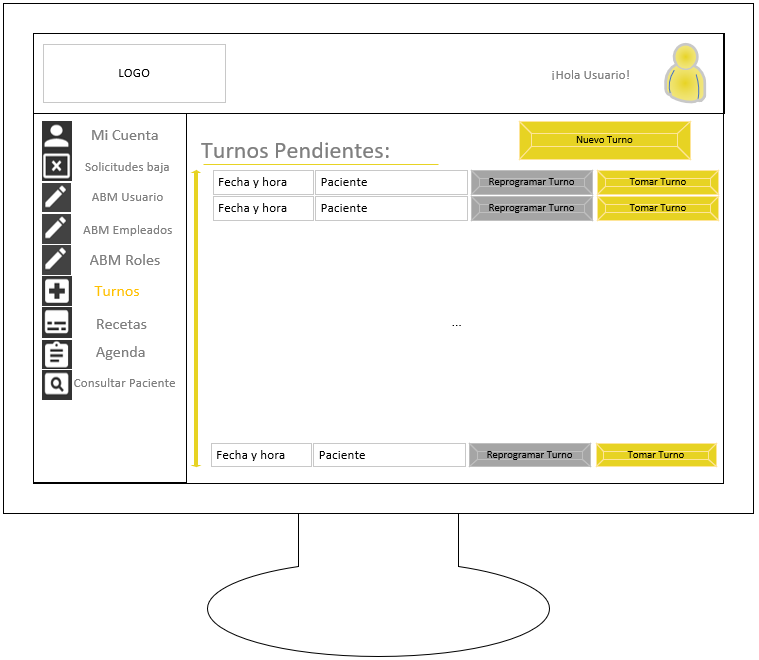 LOGO
¡Hola Usuario!
Mi Cuenta
Solicitudes baja
ABM Usuario
ABM Empleados
ABM Roles
Turnos
Recetas
Agenda
Consultar Paciente
Turnos Pendientes:
Nuevo Turno
Fecha y hora Paciente Reprogramar Turno Tomar Turno
Fecha y hora Paciente Reprogramar Turno Tomar Turno
...
Fecha y hora Paciente Reprogramar Turno Tomar Turno